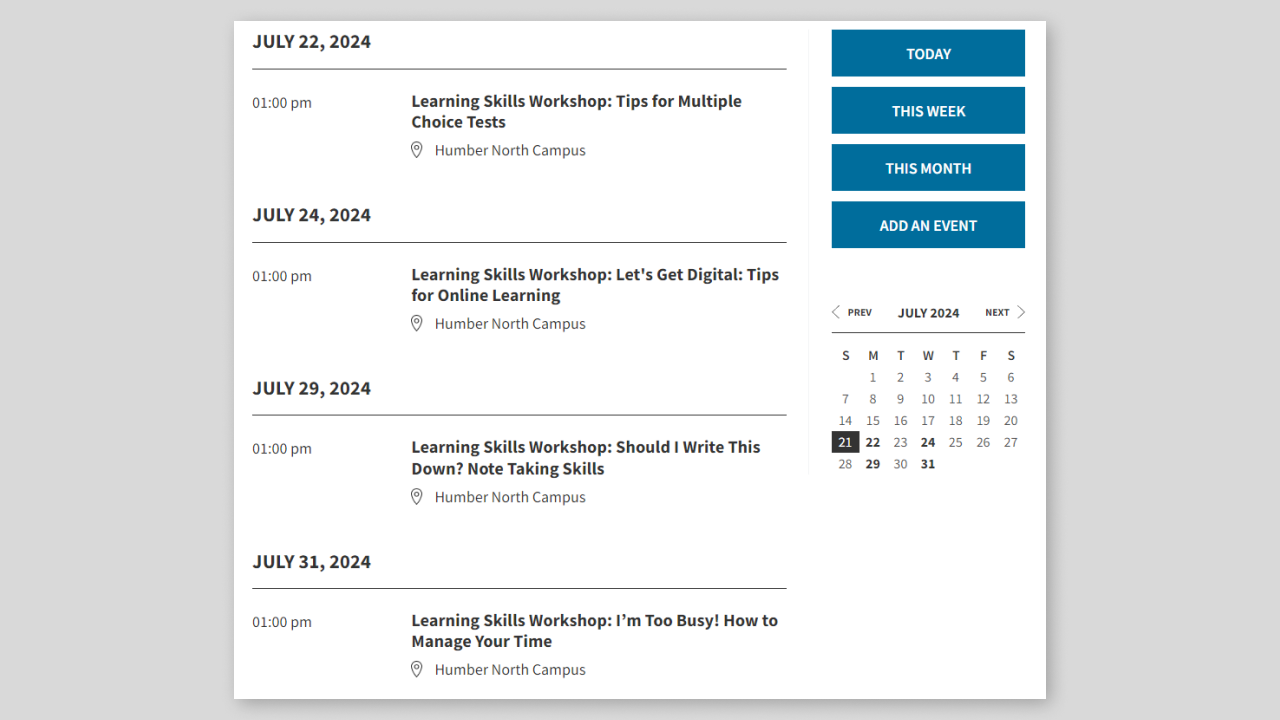 JULY 22, 2024
01:00 pm
Learning Skills Workshop: Tips for Multiple
Choice Tests
Humber North Campus
JULY 24, 2024
01:00 pm
Learning Skills Workshop: Let's Get Digital: Tips
for Online Learning
Humber North Campus
JULY 29, 2024
01:00 pm
Learning Skills Workshop: Should I Write This
Down? Note Taking Skills
Humber North Campus
JULY 31, 2024
01:00 pm
Learning Skills Workshop: I’m Too Busy! How to
Manage Your Time
Humber North Campus
TODAY
THIS WEEK
THIS MONTH
ADD AN EVENT
PREV JULY 2024 NEXT
S M T W T F S
1 2 3 4 5 6
7 8 9 10 11 12 13
14 15 16 17 18 19 20
21 22 23 24 25 26 27
28 29 30 31